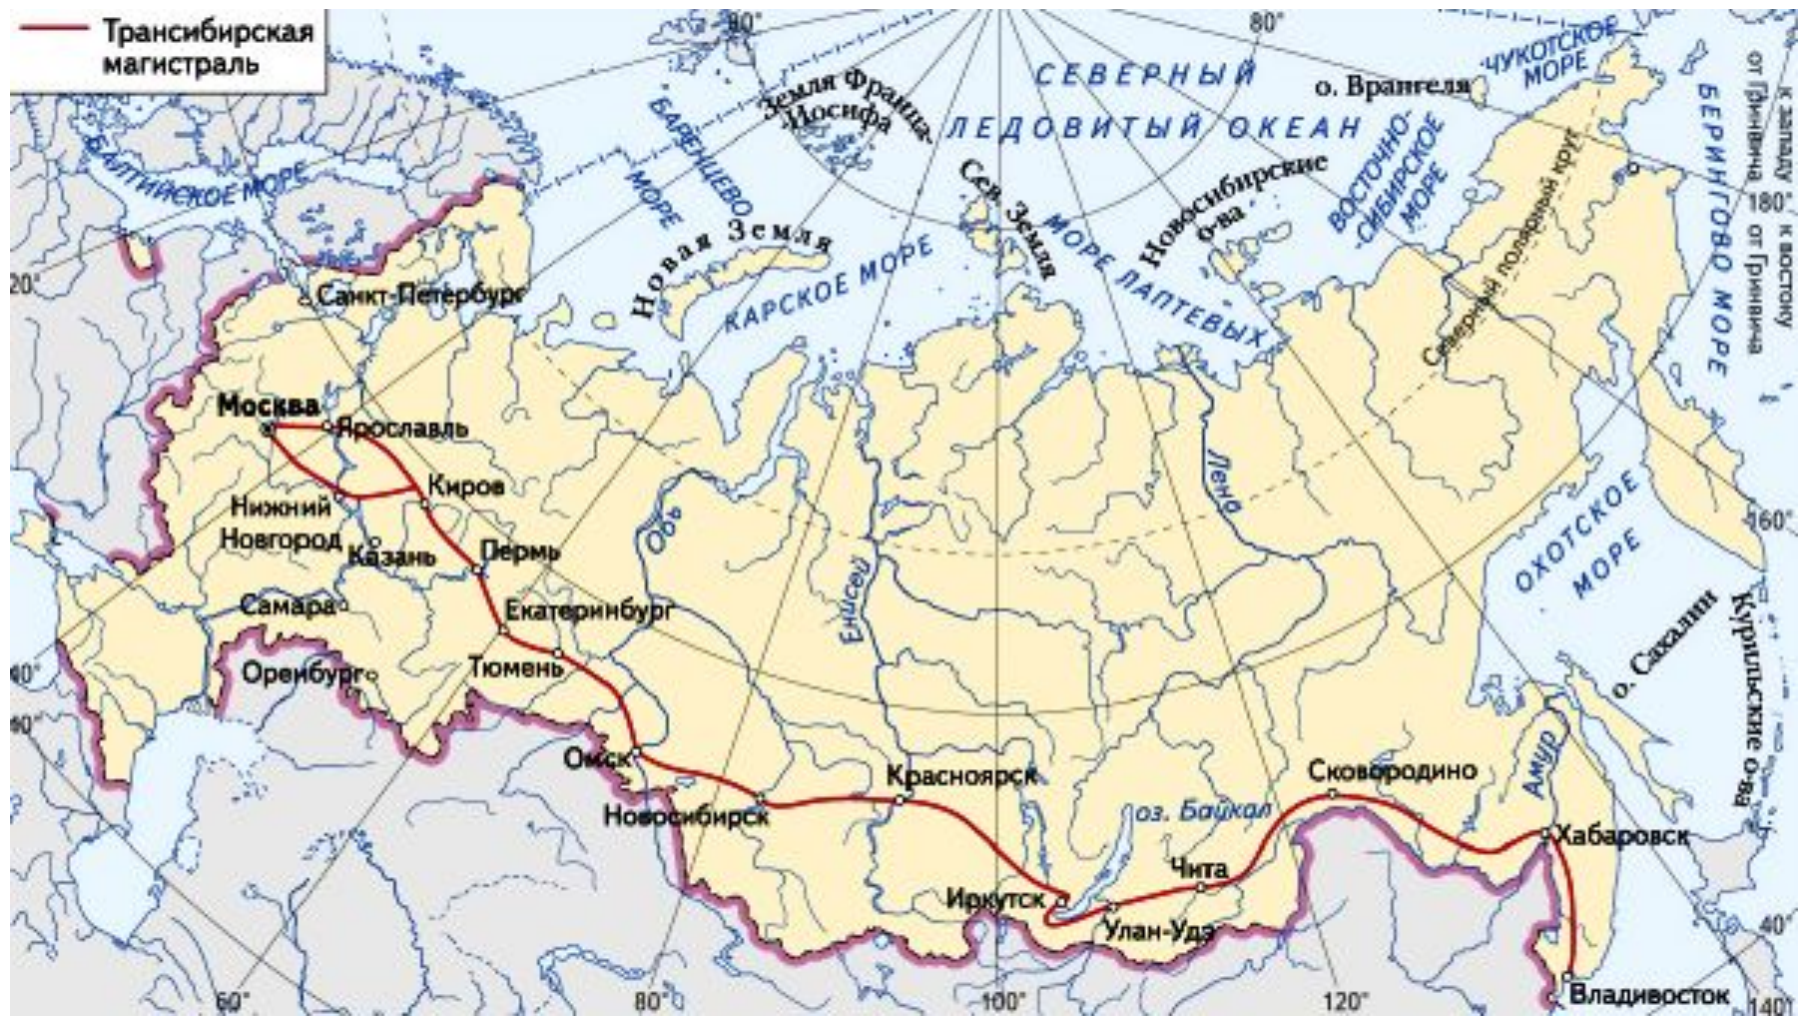 Трансибирская
магистраль
80°
80°
СЕВЕРНЫЙ
ЛЕДОВИТЫЙ ОКЕАН
ЧУКОТСКОЕ
МОРЕ
о. Врангеля
БЕРИНГОВО МОРЕ
к западу
от Гринвича
180°
к востоку
от Гринвича
Земля Франца-
Иосифа
БАРЕНЦЕВО
МОРЕ
БАЛТИЙСКОЕ МОРЕ
Новая Земля
КАРСКОЕ МОРЕ
Сев. Земля
МОРЕ ЛАПТЕВЫХ
Новосибирские
о-ва
ВОСТОЧНО-
-СИБИРСКОЕ
МОРЕ
Северный полярный круг
20°
Санкт-Петербург
Москва
Ярославль
Киров
Нижний
Новгород
Казань
Пермь
Самара
Екатеринбург
Оренбург
Тюмень
Омск
Новосибирск
Красноярск
Иркутск
Улан-Удэ
Чита
Сковородино
Хабаровск
Владивосток
Обь
Енисей
Лена
Амур
оз. Байкал
ОХОТСКОЕ
МОРЕ
о. Сахалин
Курильские о-ва
160°
40°
40°
60°
80°
100°
120°
140°
40°